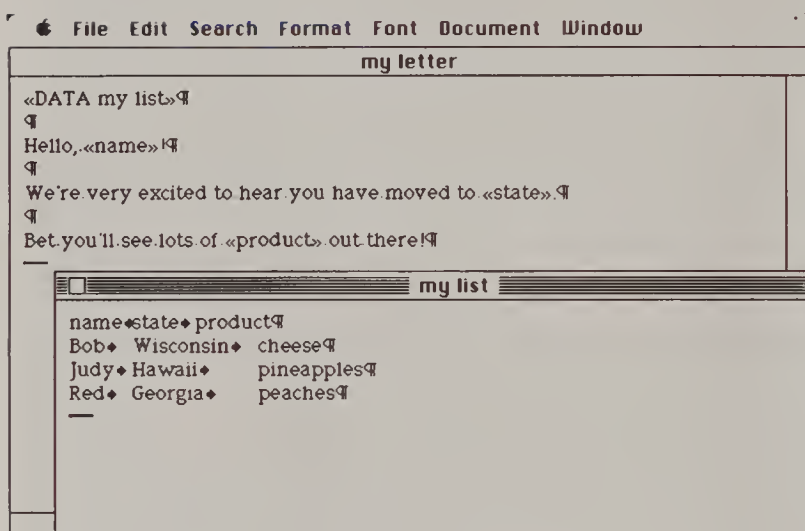 File Edit Search Format Font Document Window
my letter
«DATA my list»¶
¶
Hello, «name»!¶
¶
We're very excited to hear you have moved to «state».¶
¶
Bet you'll see lots of «product» out there!¶
my list
name state product¶
Bob Wisconsin cheese¶
Judy Hawaii pineapples¶
Red Georgia peaches¶